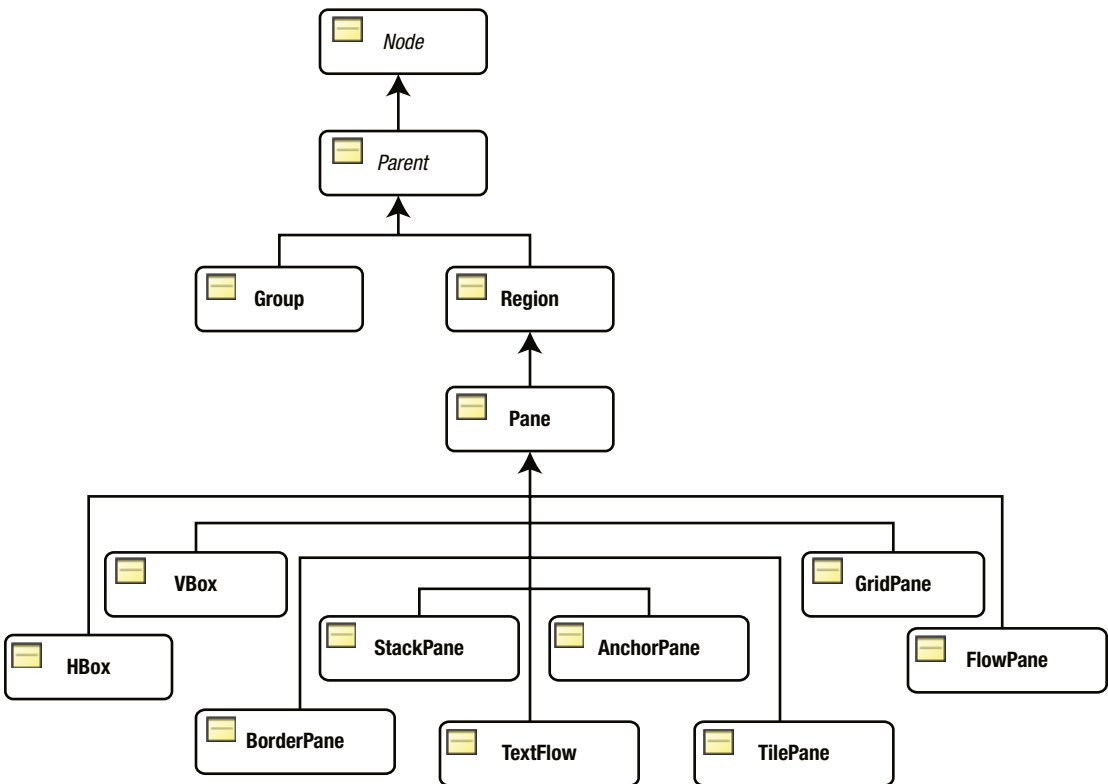 Node
Parent
Group
Region
Pane
VBox
GridPane
StackPane
AnchorPane
HBox
FlowPane
BorderPane
TextFlow
TilePane